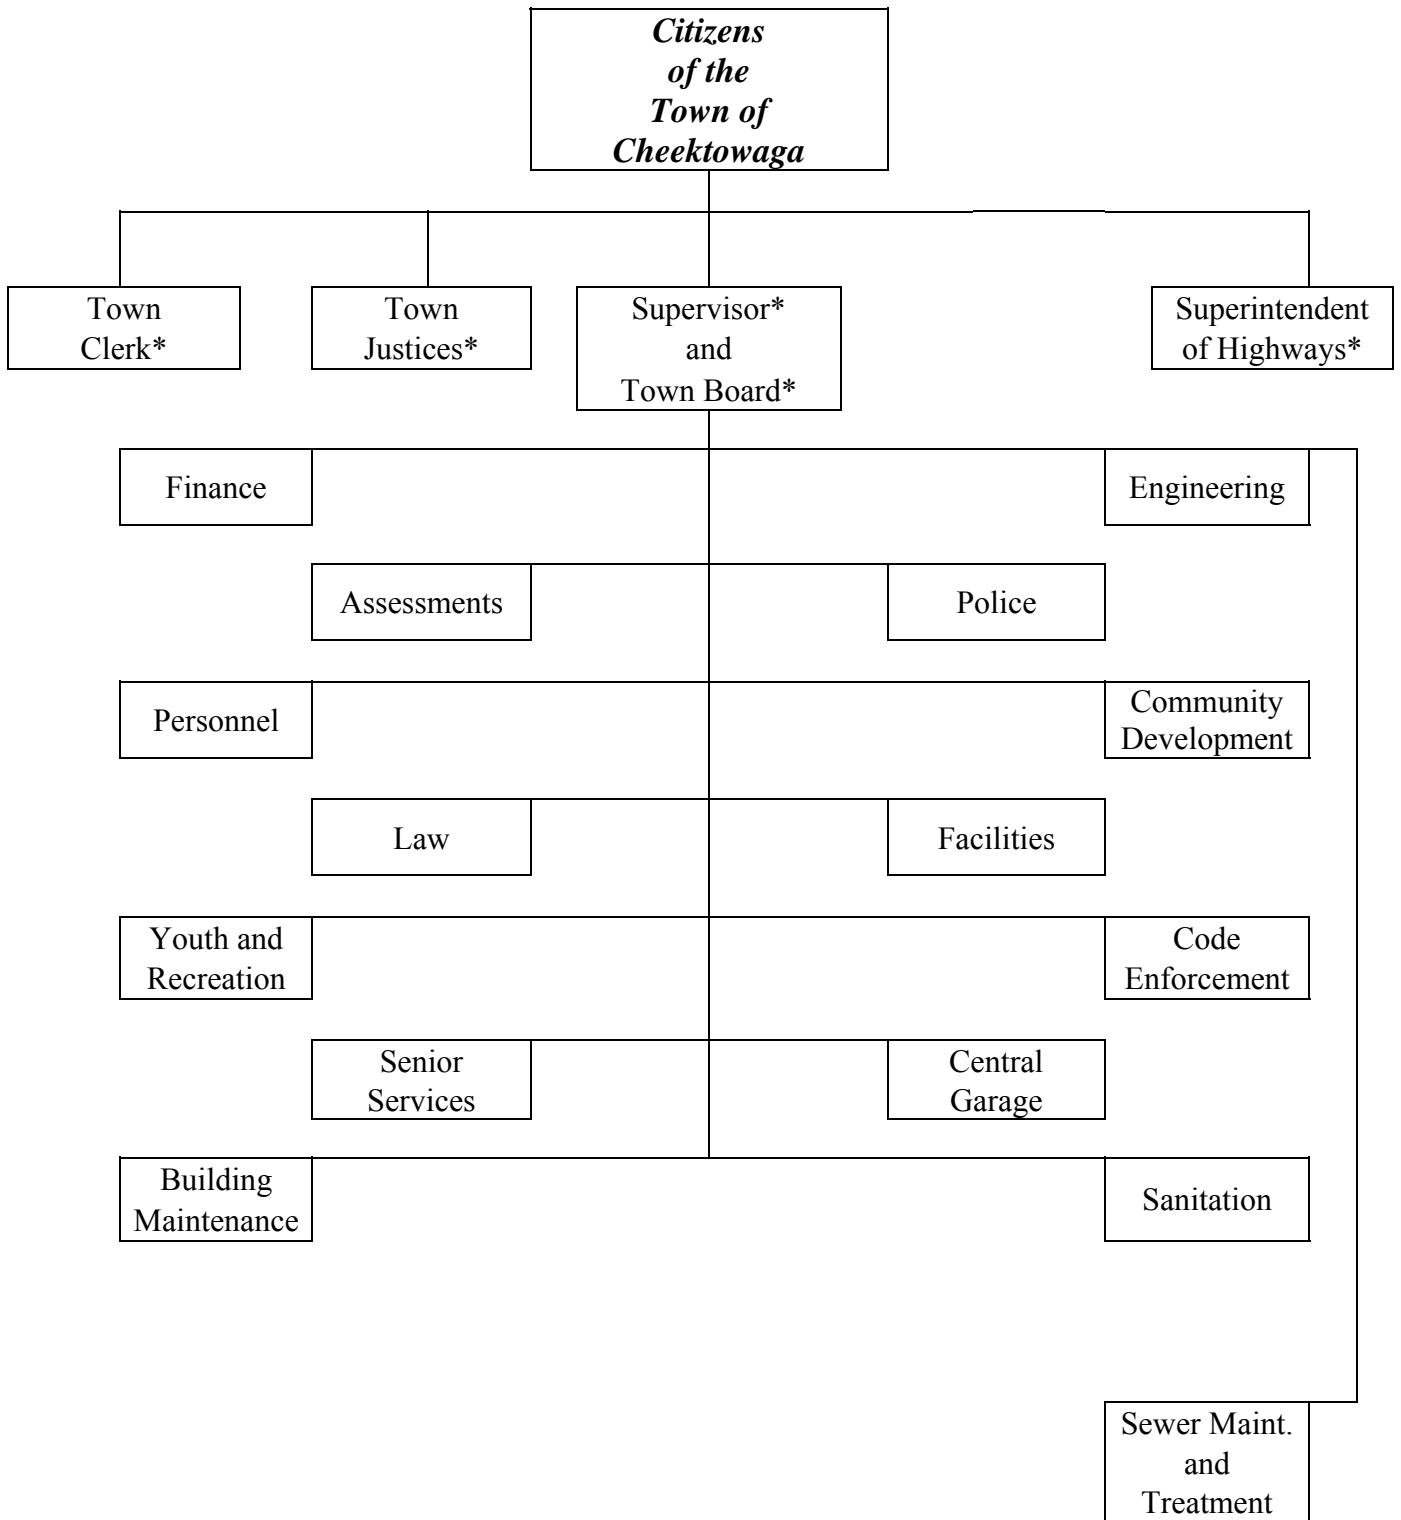 Citizens
of the
Town of
Cheektowaga
Town
Clerk*
Town
Justices*
Supervisor*
and
Town Board*
Superintendent
of Highways*
Finance
Engineering
Assessments
Police
Personnel
Community
Development
Law
Facilities
Youth and
Recreation
Code
Enforcement
Senior
Services
Central
Garage
Building
Maintenance
Sanitation
Sewer Maint.
and
Treatment